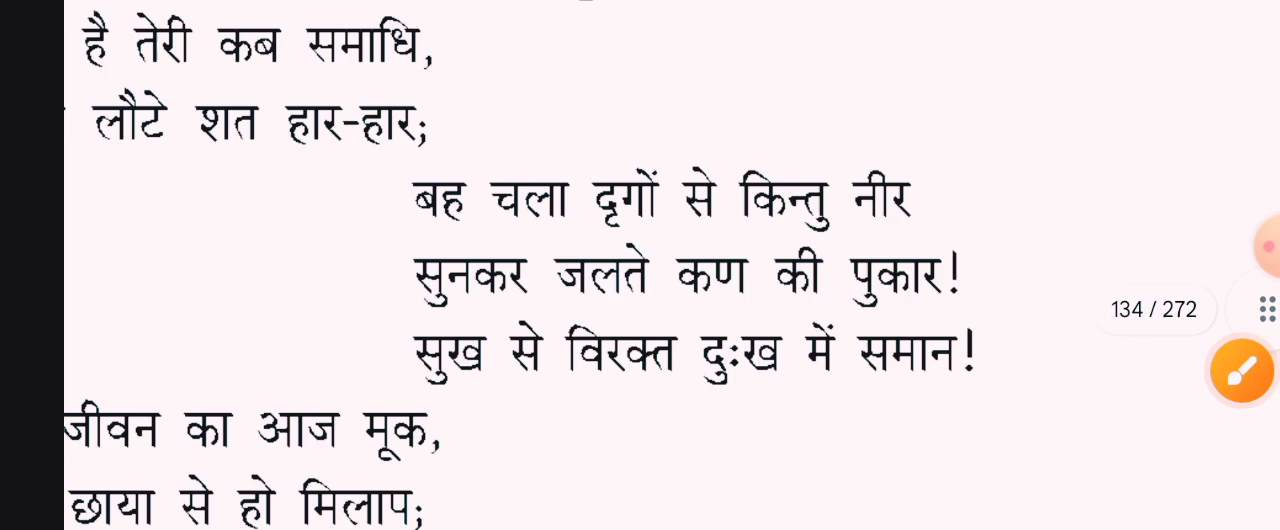 है तेरी कब समाधि,
लौटे शत हार-हार;
बह चला दृगों से किन्तु नीर
सुनकर जलते कण की पुकार!
सुख से विरक्त दुःख में समान!
134 / 272
जीवन का आज मूक,
छाया से हो मिलाप;